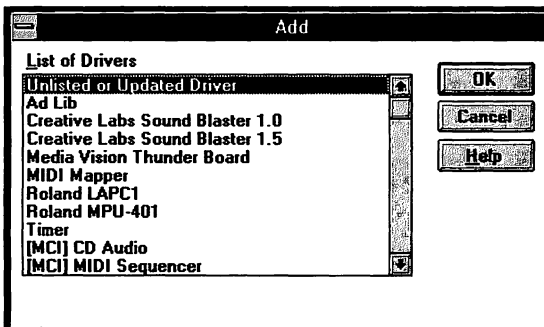 Add
List of Drivers
Unlisted or Updated Driver
Ad Lib
Creative Labs Sound Blaster 1.0
Creative Labs Sound Blaster 1.5
Media Vision Thunder Board
MIDI Mapper
Roland LAPC1
Roland MPU-401
Timer
[MCI] CD Audio
[MCI] MIDI Sequencer
OK
Cancel
Help